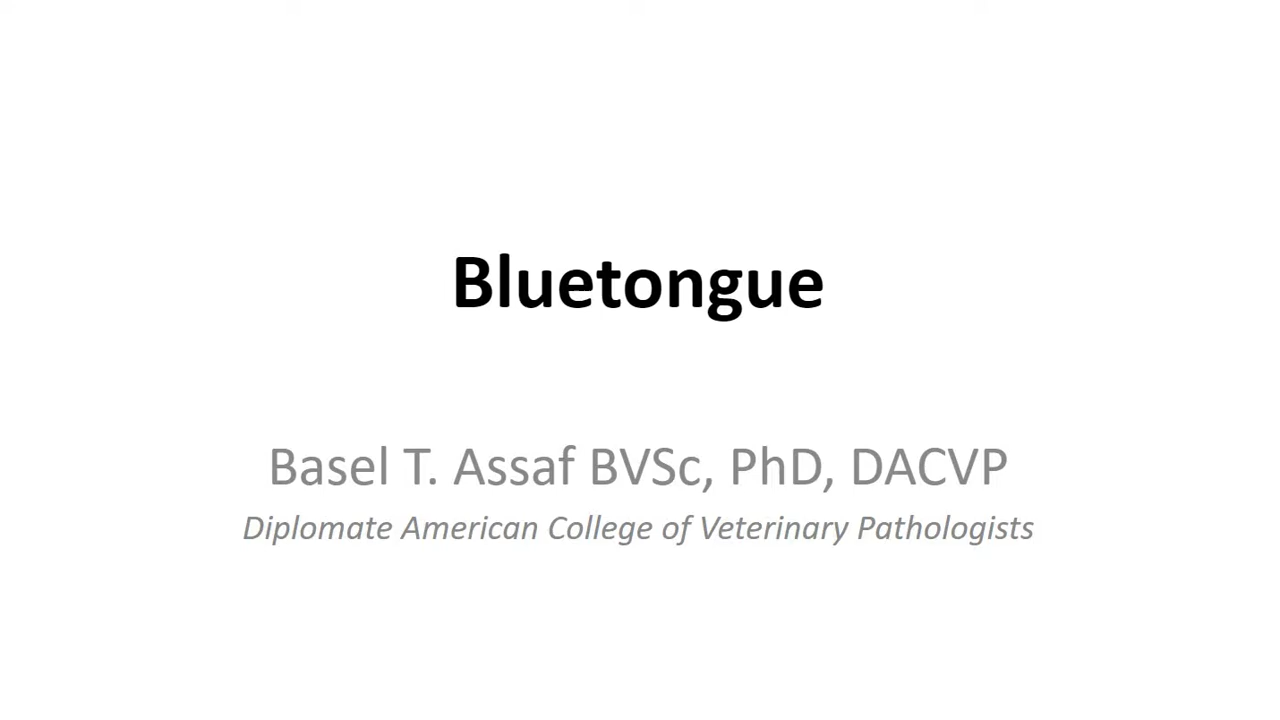 Bluetongue
Basel T. Assaf BVSc, PhD, DACVP
Diplomate American College of Veterinary Pathologists